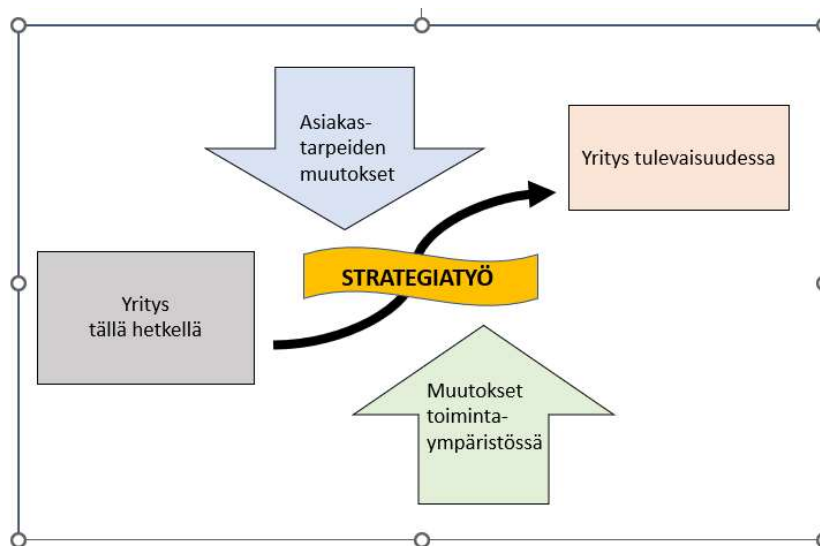 Asiakas-
tarpeiden
muutokset
Yritys tulevaisuudessa
STRATEGIATYÖ
Yritys
tällä hetkellä
Muutokset
toiminta-
ympäristössä